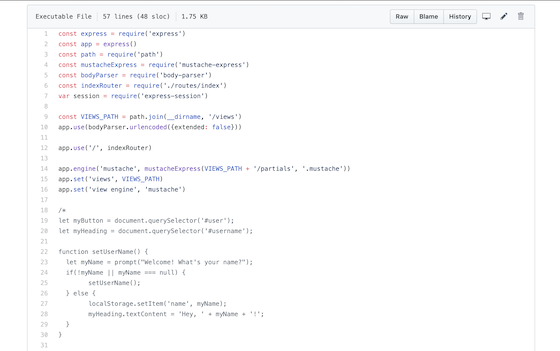 Executable File | 57 lines (48 sloc) | 1.75 KB
Raw Blame History
1 const express = require('express')
2 const app = express()
3 const path = require('path')
4 const mustacheExpress = require('mustache-express')
5 const bodyParser = require('body-parser')
6 const indexRouter = require('./routes/index')
7 var session = require('express-session')
8
9 const VIEWS_PATH = path.join(__dirname, '/views')
10 app.use(bodyParser.urlencoded({extended: false}))
11
12 app.use('/', indexRouter)
13
14 app.engine('mustache', mustacheExpress(VIEWS_PATH + '/partials', '.mustache'))
15 app.set('views', VIEWS_PATH)
16 app.set('view engine', 'mustache')
17
18 /*
19 let myButton = document.querySelector('#user');
20 let myHeading = document.querySelector('#username');
21
22 function setUserName() {
23 let myName = prompt("Welcome! What's your name?");
24 if(!myName || myName === null) {
25 setUserName();
26 } else {
27 localStorage.setItem('name', myName);
28 myHeading.textContent = 'Hey, ' + myName + '!';
29 }
30 }
31